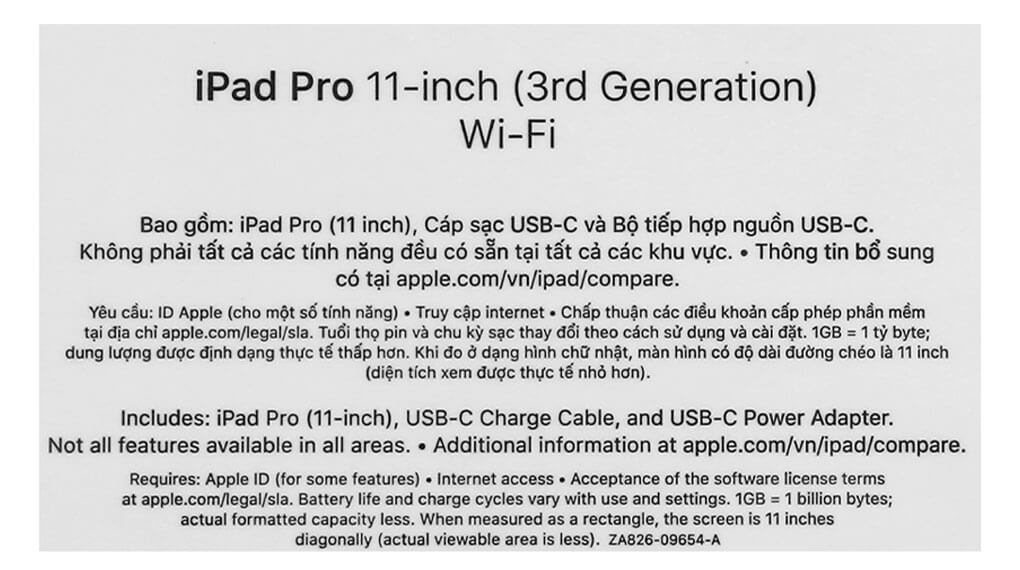 iPad Pro 11-inch (3rd Generation)
Wi-Fi
Bao gồm: iPad Pro (11 inch), Cáp sạc USB-C và Bộ tiếp hợp nguồn USB-C.
Không phải tất cả các tính năng đều có sẵn tại tất cả các khu vực. • Thông tin bổ sung
có tại apple.com/vn/ipad/compare.
Yêu cầu: ID Apple (cho một số tính năng) • Truy cập internet • Chấp thuận các điều khoản cấp phép phần mềm
tại địa chỉ apple.com/legal/sla. Tuổi thọ pin và chu kỳ sạc thay đổi theo cách sử dụng và cài đặt. 1GB = 1 tỷ byte;
dung lượng được định dạng thực tế thấp hơn. Khi đo ở dạng hình chữ nhật, màn hình có độ dài đường chéo là 11 inch
(diện tích xem được thực tế nhỏ hơn).
Includes: iPad Pro (11-inch), USB-C Charge Cable, and USB-C Power Adapter.
Not all features available in all areas. • Additional information at apple.com/vn/ipad/compare.
Requires: Apple ID (for some features) • Internet access • Acceptance of the software license terms
at apple.com/legal/sla. Battery life and charge cycles vary with use and settings. 1GB = 1 billion bytes;
actual formatted capacity less. When measured as a rectangle, the screen is 11 inches
diagonally (actual viewable area is less). ZA826-09654-A